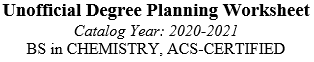 Unofficial Degree Planning Worksheet
Catalog Year: 2020-2021
BS in CHEMISTRY, ACS-CERTIFIED